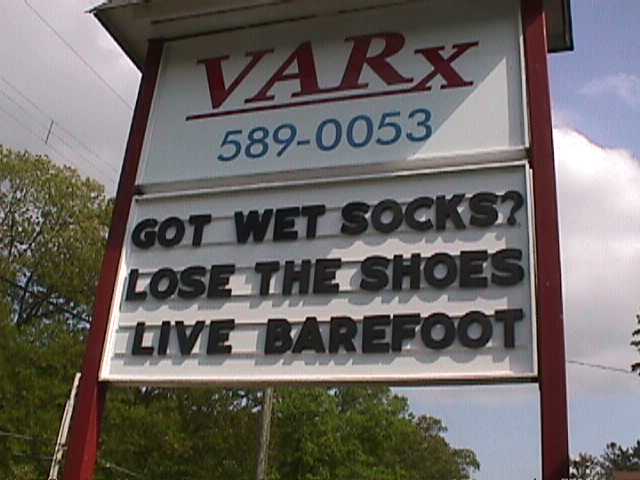 VARx
589-0053
GOT WET SOCKS?
LOSE THE SHOES
LIVE BAREFOOT